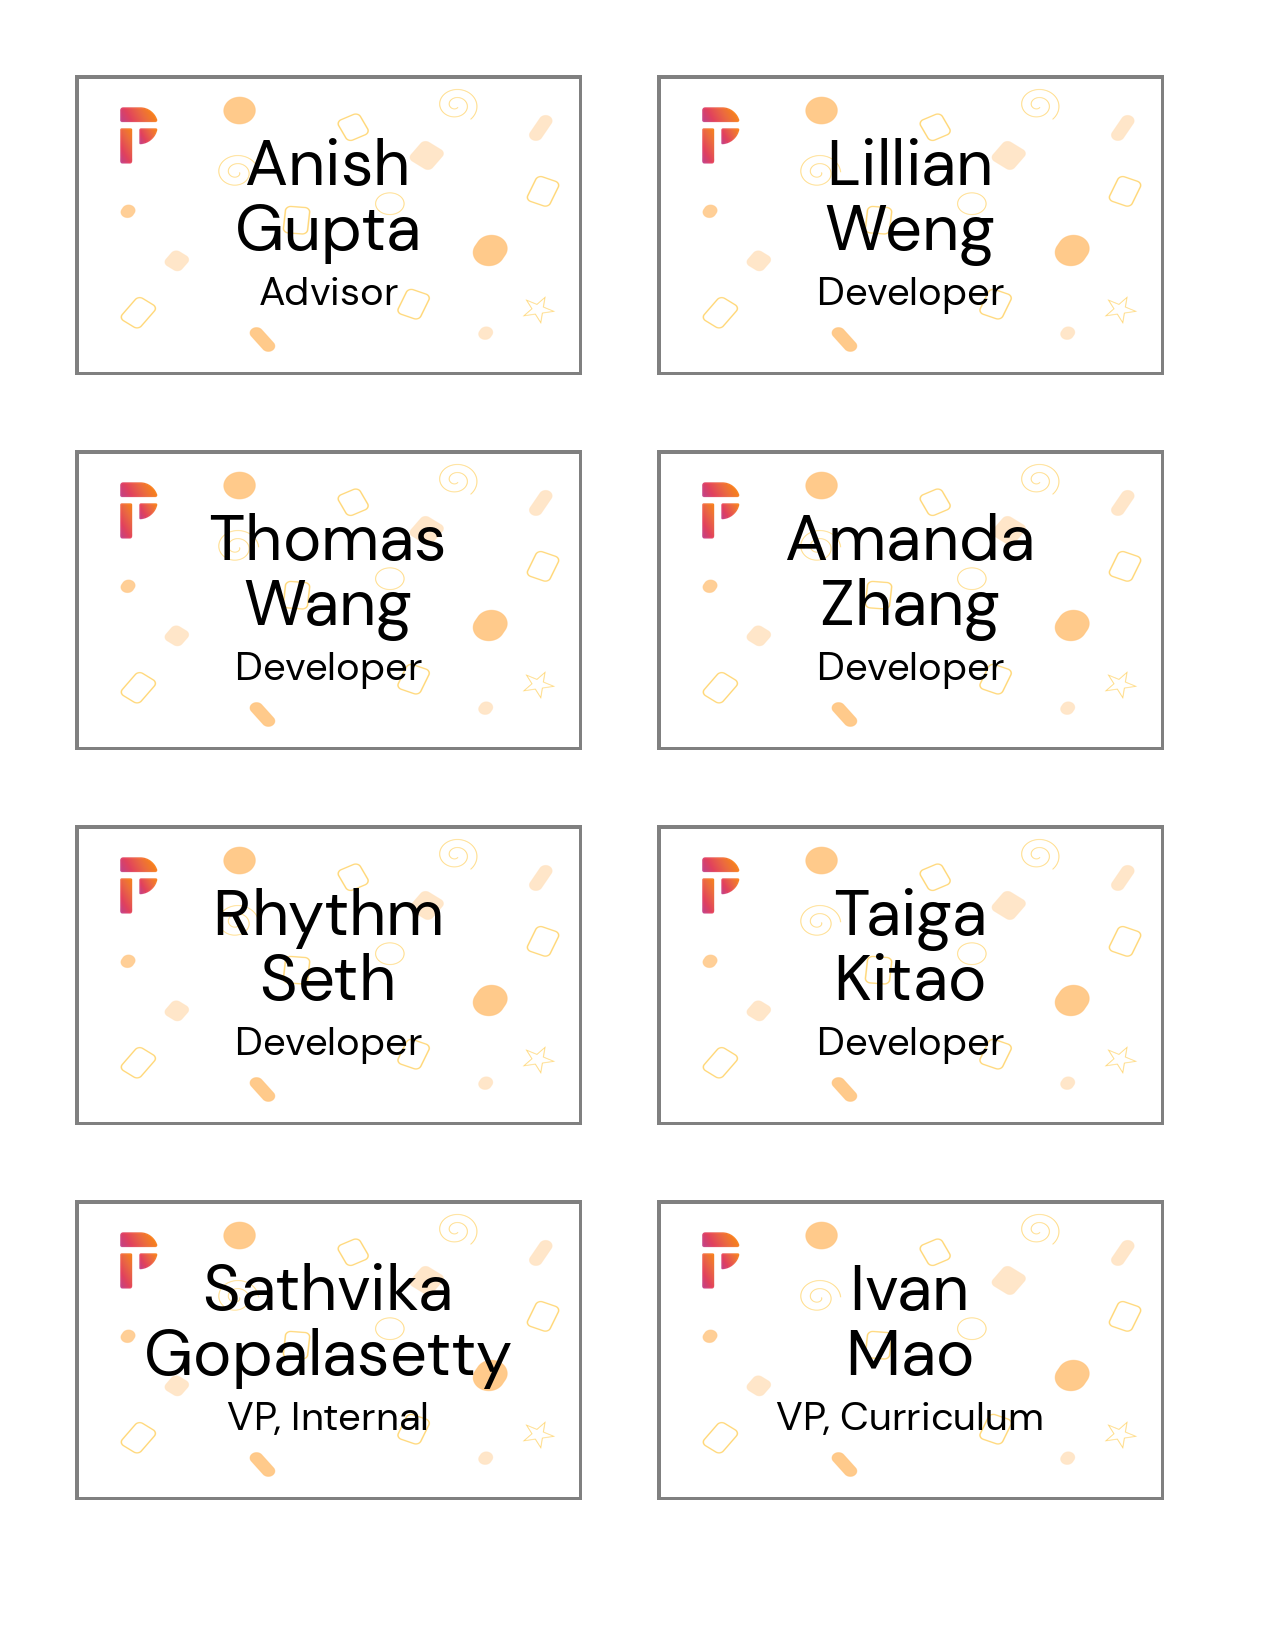 Anish
Gupta
Advisor
Lillian
Weng
Developer
Thomas
Wang
Developer
Amanda
Zhang
Developer
Rhythm
Seth
Developer
Taiga
Kitao
Developer
Sathvika
Gopalasetty
VP, Internal
Ivan
Mao
VP, Curriculum